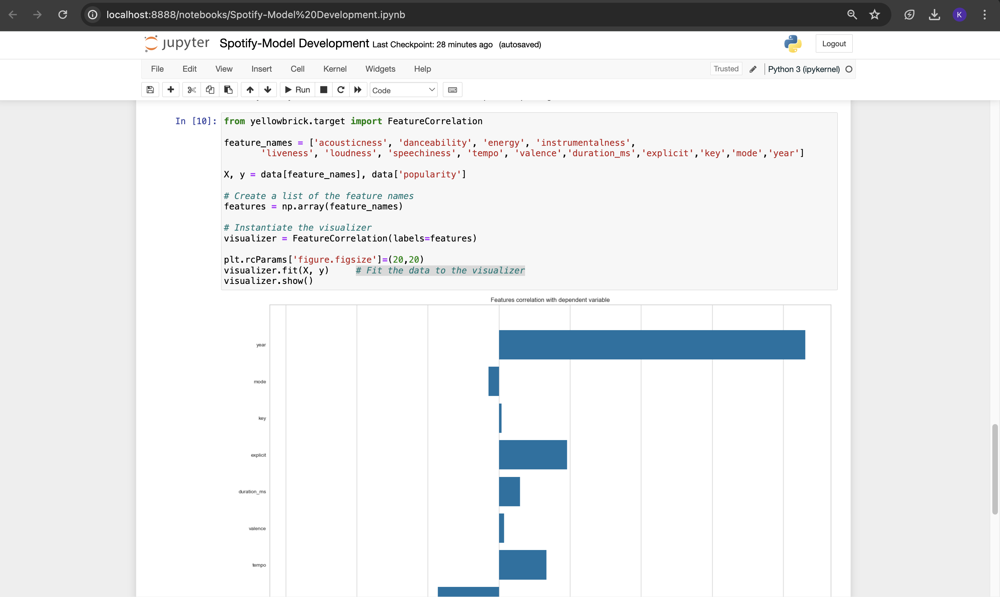 localhost:8888/notebooks/Spotify-Model%20Development.ipynb
K
jupyter Spotify-Model Development Last Checkpoint: 28 minutes ago (autosaved)
Logout
File Edit View Insert Cell Kernel Widgets Help
Trusted Python 3 (ipykernel)
Run Code
In [10]: from yellowbrick.target import FeatureCorrelation
feature_names = ['acousticness', 'danceability', 'energy', 'instrumentalness',
'liveness', 'loudness', 'speechiness', 'tempo', 'valence','duration_ms','explicit','key','mode','year']
X, y = data[feature_names], data['popularity']
# Create a list of the feature names
features = np.array(feature_names)
# Instantiate the visualizer
visualizer = FeatureCorrelation(labels=features)
plt.rcParams['figure.figsize']=(20,20)
visualizer.fit(X, y)     # Fit the data to the visualizer
visualizer.show()
Features correlation with dependent variable
year
mode
key
explicit
duration_ms
valence
tempo